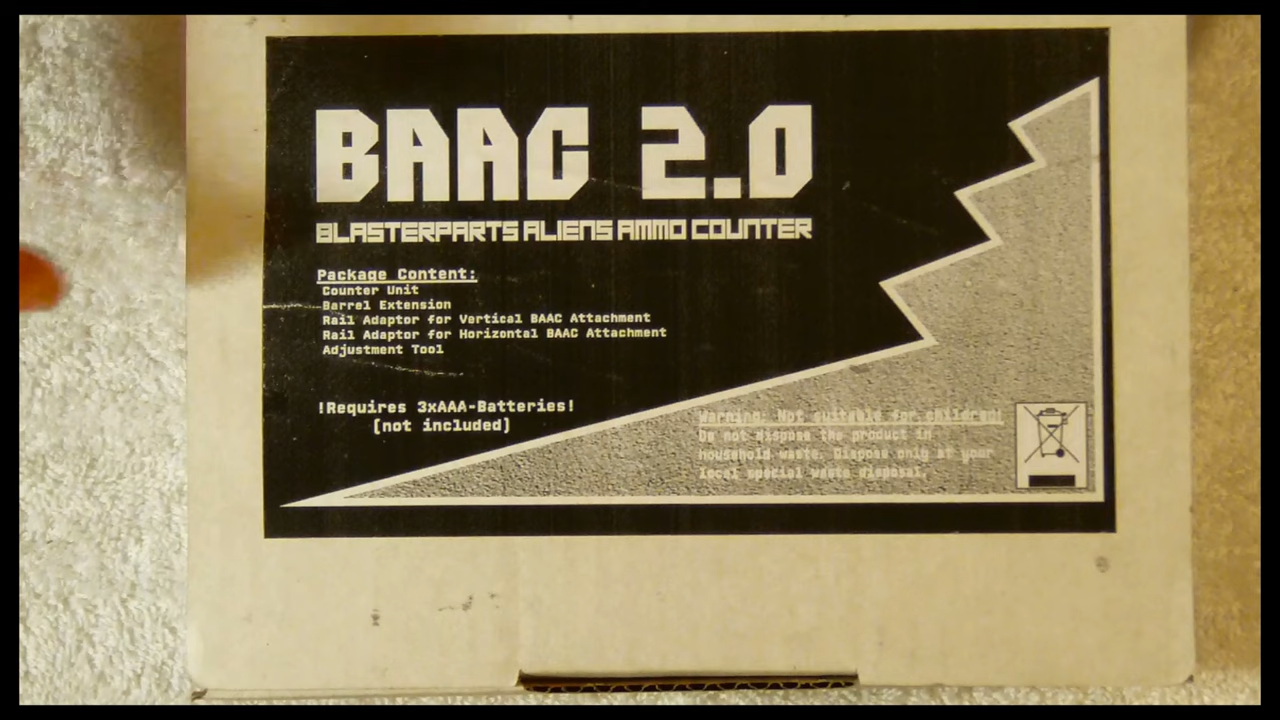 BAAC 2.0
BLASTERPARTS ALIENS AMMO COUNTER
Package Content:
Counter Unit
Barrel Extension
Rail Adaptor for Vertical BAAC Attachment
Rail Adaptor for Horizontal BAAC Attachment
Adjustment Tool
!Requires 3xAAA-Batteries!
(not included)
Warning: Not suitable for children!
Do not dispose the product in
household waste. Dispose only at your
local special waste disposal.